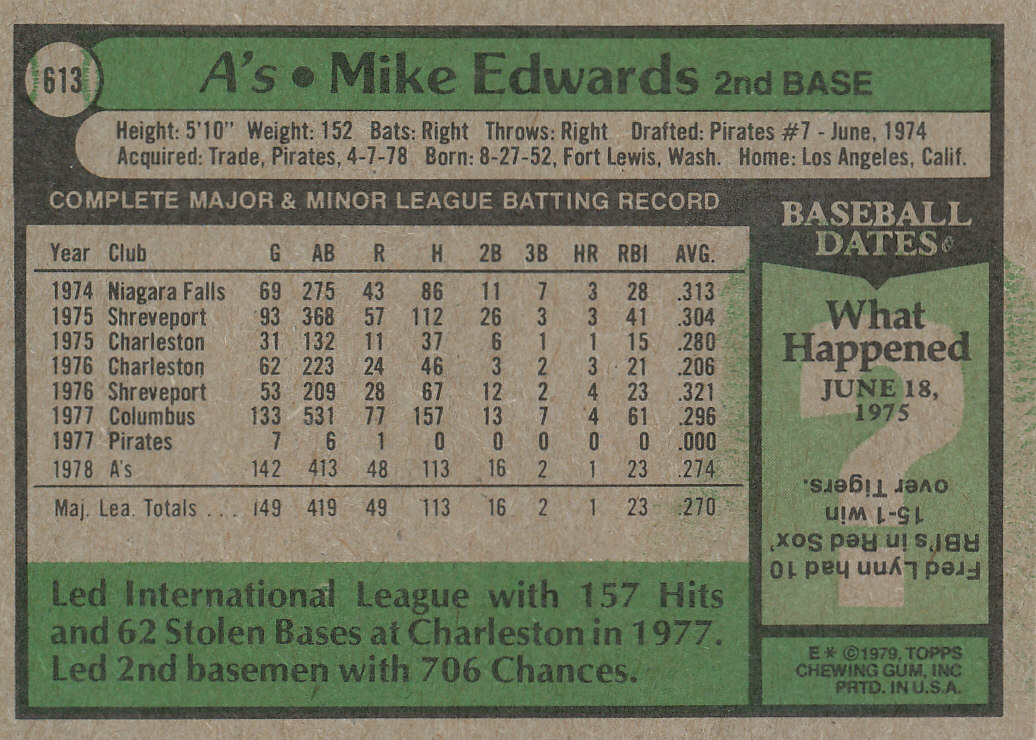 613
A's • Mike Edwards 2nd BASE
Height: 5'10" Weight: 152 Bats: Right Throws: Right Drafted: Pirates #7 - June, 1974
Acquired: Trade, Pirates, 4-7-78 Born: 8-27-52, Fort Lewis, Wash. Home: Los Angeles, Calif.
COMPLETE MAJOR & MINOR LEAGUE BATTING RECORD
Year Club G AB R H 2B 3B HR RBI AVG.
1974 Niagara Falls 69 275 43 86 11 7 3 28 .313
1975 Shreveport 93 368 57 112 26 3 3 41 .304
1975 Charleston 31 132 11 37 6 1 1 15 .280
1976 Charleston 62 223 24 46 3 2 3 21 .206
1976 Shreveport 53 209 28 67 12 2 4 23 .321
1977 Columbus 133 531 77 157 13 7 4 61 .296
1977 Pirates 7 6 1 0 0 0 0 0 .000
1978 A's 142 413 48 113 16 2 1 23 .274
Maj. Lea. Totals . . . 149 419 49 113 16 2 1 23 .270
Led International League with 157 Hits
and 62 Stolen Bases at Charleston in 1977.
Led 2nd basemen with 706 Chances.
BASEBALL
DATES©
What
Happened
JUNE 18,
1975
?
Fred Lynn had 10
RBI's in Red Sox'
15-1 win
over Tigers.
E * ©1979, TOPPS
CHEWING GUM, INC
PRTD. IN U.S.A.